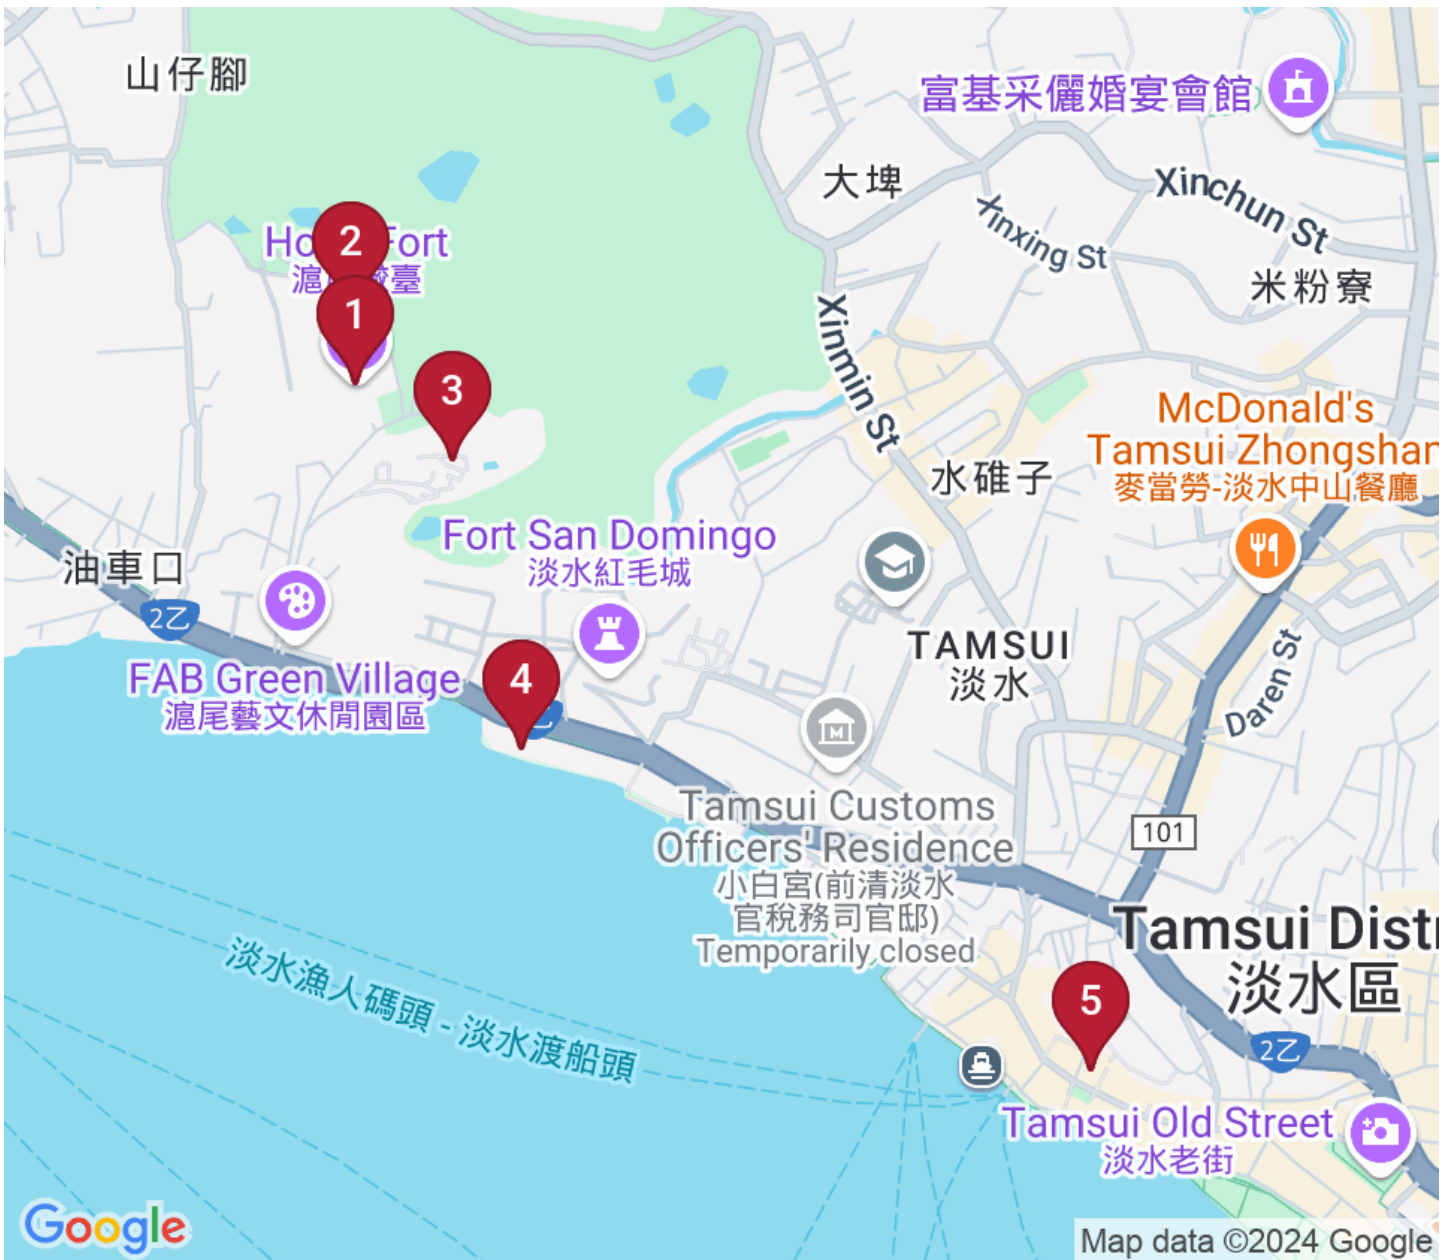 山仔腳
富基采儷婚宴會館
大埤
Xinchun St
Xinxing St
米粉寮
2
Fort
1
Xinmin St
3
McDonald's
Tamsui Zhongshan
麥當勞-淡水中山餐廳
水碓子
Fort San Domingo
淡水紅毛城
油車口
2乙
TAMSUI
淡水
FAB Green Village
滬尾藝文休閒園區
4
Daren St
M
Tamsui Customs
Officers' Residence
小白宮(前清淡水
官稅務司官邸)
Temporarily closed
101
Tamsui Distr
淡水區
淡水漁人碼頭 - 淡水渡船頭
5
2乙
Tamsui Old Street
淡水老街
Google
Map data ©2024 Google